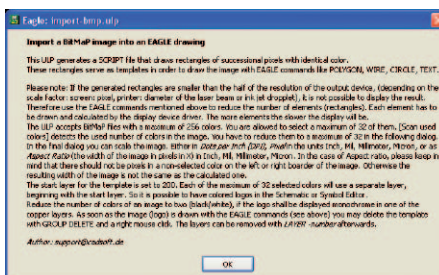 Eagle: import-bmp.ulp
Import a BitMaP image into an EAGLE drawing
This ULP generates a SCRIPT file that draws rectangles of successional pixels with identical color.
These rectangles serve as templates in order to draw the image with EAGLE commands like POLYGON, WIRE, CIRCLE, TEXT.
Please note: If the generated rectangles are smaller than the half of the resolution of the output device, (depending on the
scale factor: screen: pixel, printer: diameter of the laser beam or ink jet dropplet), it is not possible to display the result.
Therefore use the EAGLE commands mentioned above to reduce the number of elements (rectangles). Each element has to
be drawn and calculated by the display device driver. The more elements the slower the display will be.
The ULP accepts BitMaP files with a maximum of 256 colors. You are allowed to select a maximum of 32 of them. [Scan used
colors] detects the used number of colors in the image. You have to reduce them to a maximum of 32 in the following dialog.
In the final dialog you can scale the image. Either in Dots per Inch (DPI), Pixel in the units Inch, Mil, Milimeter, Micron, or as
Aspect Ratio (the width of the image in pixels X) in Inch, Mil, Milimeter, Micron. In the case of Aspect ratio, please keep in
mind that there should not be pixels in a non-selected color on the left or right boarder of the image. Otherwise the
resulting width of the image is not the same as the calculated one.
The start layer for the template is set to 200. Each of the maximum of 32 selected colors will use a separate layer,
beginning with the start layer. So it is possible to have colored logos in the Schematic or Symbol Editor.
Reduce the number of colors of an image to two (black/white), if the logo shall be displayed monochrome in one of the
copper layers. As soon as the image (logo) is drawn with the EAGLE commands (see above) you may delete the template
with GROUP DELETE and a right mouse click. The layers can be removed with LAYER -number afterwards.
Author: support@cadsoft.de
OK